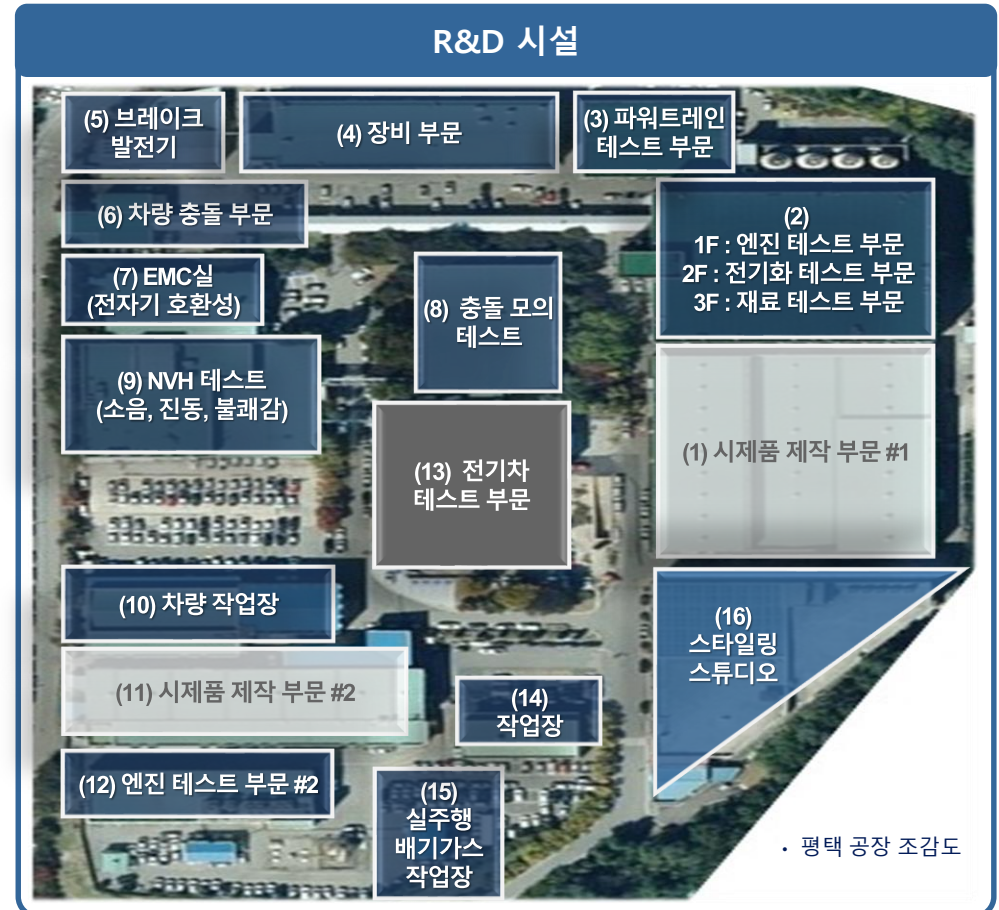 R&D 시설
(5) 브레이크
발전기
(4) 장비 부문
(3) 파워트레인
테스트 부문
(6) 차량 충돌 부문
(2)
1F : 엔진 테스트 부문
2F : 전기화 테스트 부문
3F : 재료 테스트 부문
(7) EMC실
(전자기 호환성)
(8) 충돌 모의
테스트
(9) NVH 테스트
(소음, 진동, 불쾌감)
(1) 시제품 제작 부문 #1
(13) 전기차
테스트 부문
(10) 차량 작업장
(16)
스타일링
스튜디오
(11) 시제품 제작 부문 #2
(14)
작업장
(12) 엔진 테스트 부문 #2
(15)
실주행
배기가스
작업장
· 평택 공장 조감도